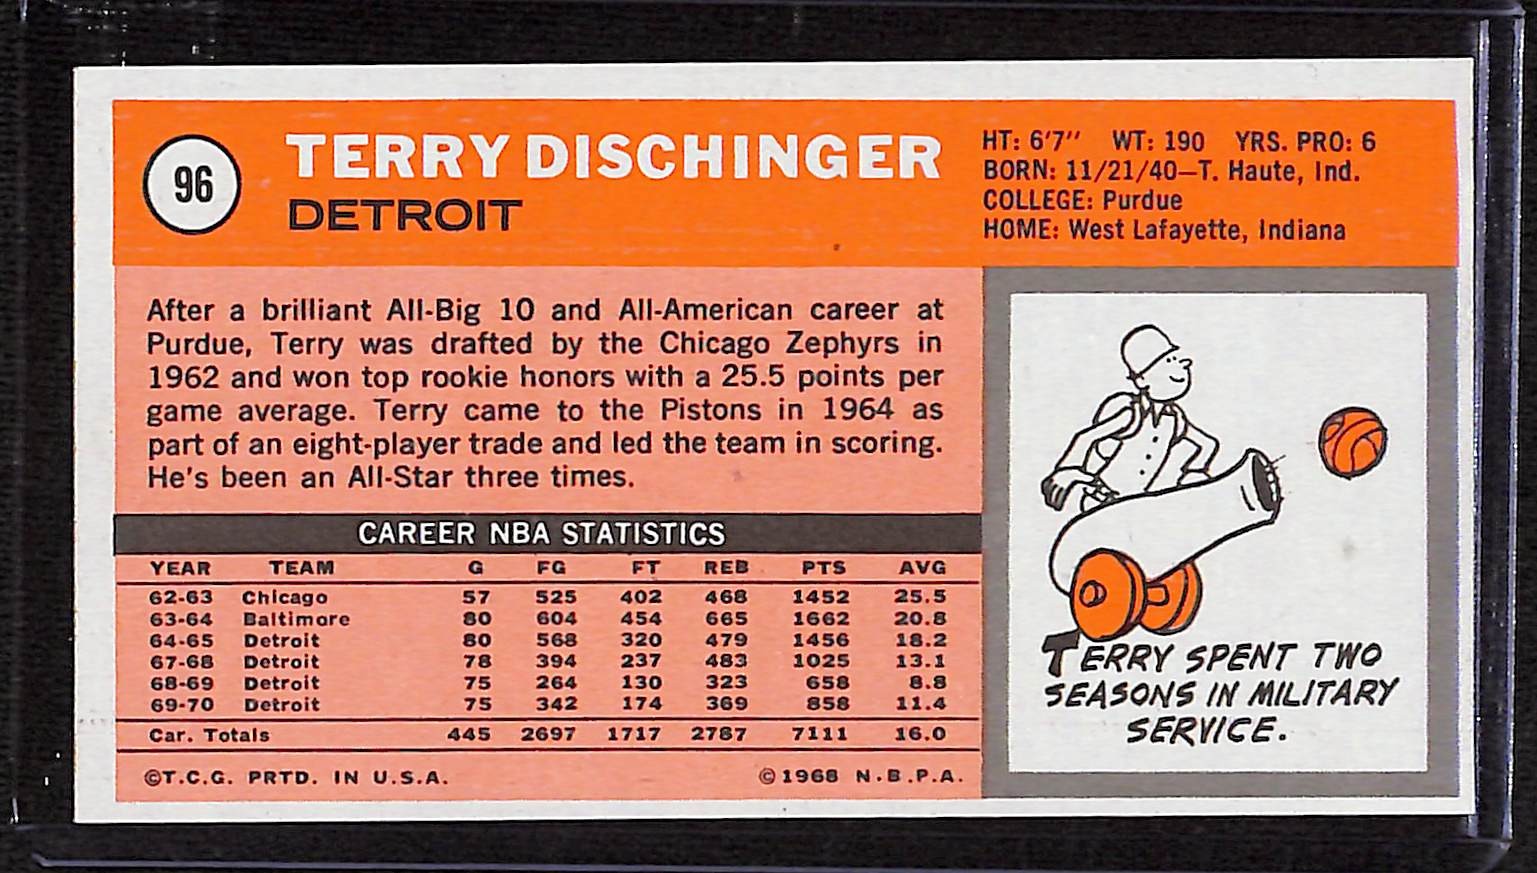 96
TERRY DISCHINGER
DETROIT
HT: 6'7" WT: 190 YRS. PRO: 6
BORN: 11/21/40—T. Haute, Ind.
COLLEGE: Purdue
HOME: West Lafayette, Indiana
After a brilliant All-Big 10 and All-American career at
Purdue, Terry was drafted by the Chicago Zephyrs in
1962 and won top rookie honors with a 25.5 points per
game average. Terry came to the Pistons in 1964 as
part of an eight-player trade and led the team in scoring.
He's been an All-Star three times.
CAREER NBA STATISTICS
YEAR TEAM G FG FT REB PTS AVG
62-63 Chicago 57 525 402 468 1452 25.5
63-64 Baltimore 80 604 454 665 1662 20.8
64-65 Detroit 80 568 320 479 1456 18.2
67-68 Detroit 78 394 237 483 1025 13.1
68-69 Detroit 75 264 130 323 658 8.8
69-70 Detroit 75 342 174 369 858 11.4
Car. Totals 445 2697 1717 2787 7111 16.0
©T.C.G. PRTD. IN U.S.A. ©1968 N.B.P.A.
TERRY SPENT TWO
SEASONS IN MILITARY
SERVICE.